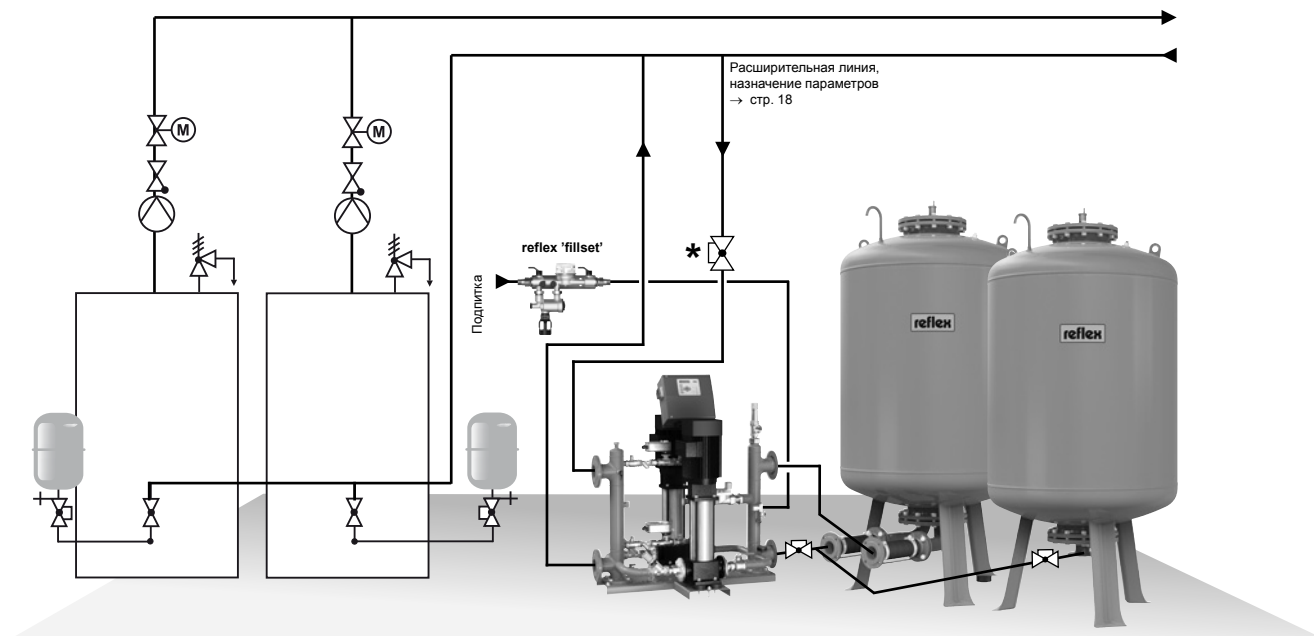 Расширительная линия,
назначение параметров
→ стр. 18
M
M
reflex 'fillset'
*
Подпитка
reflex
reflex